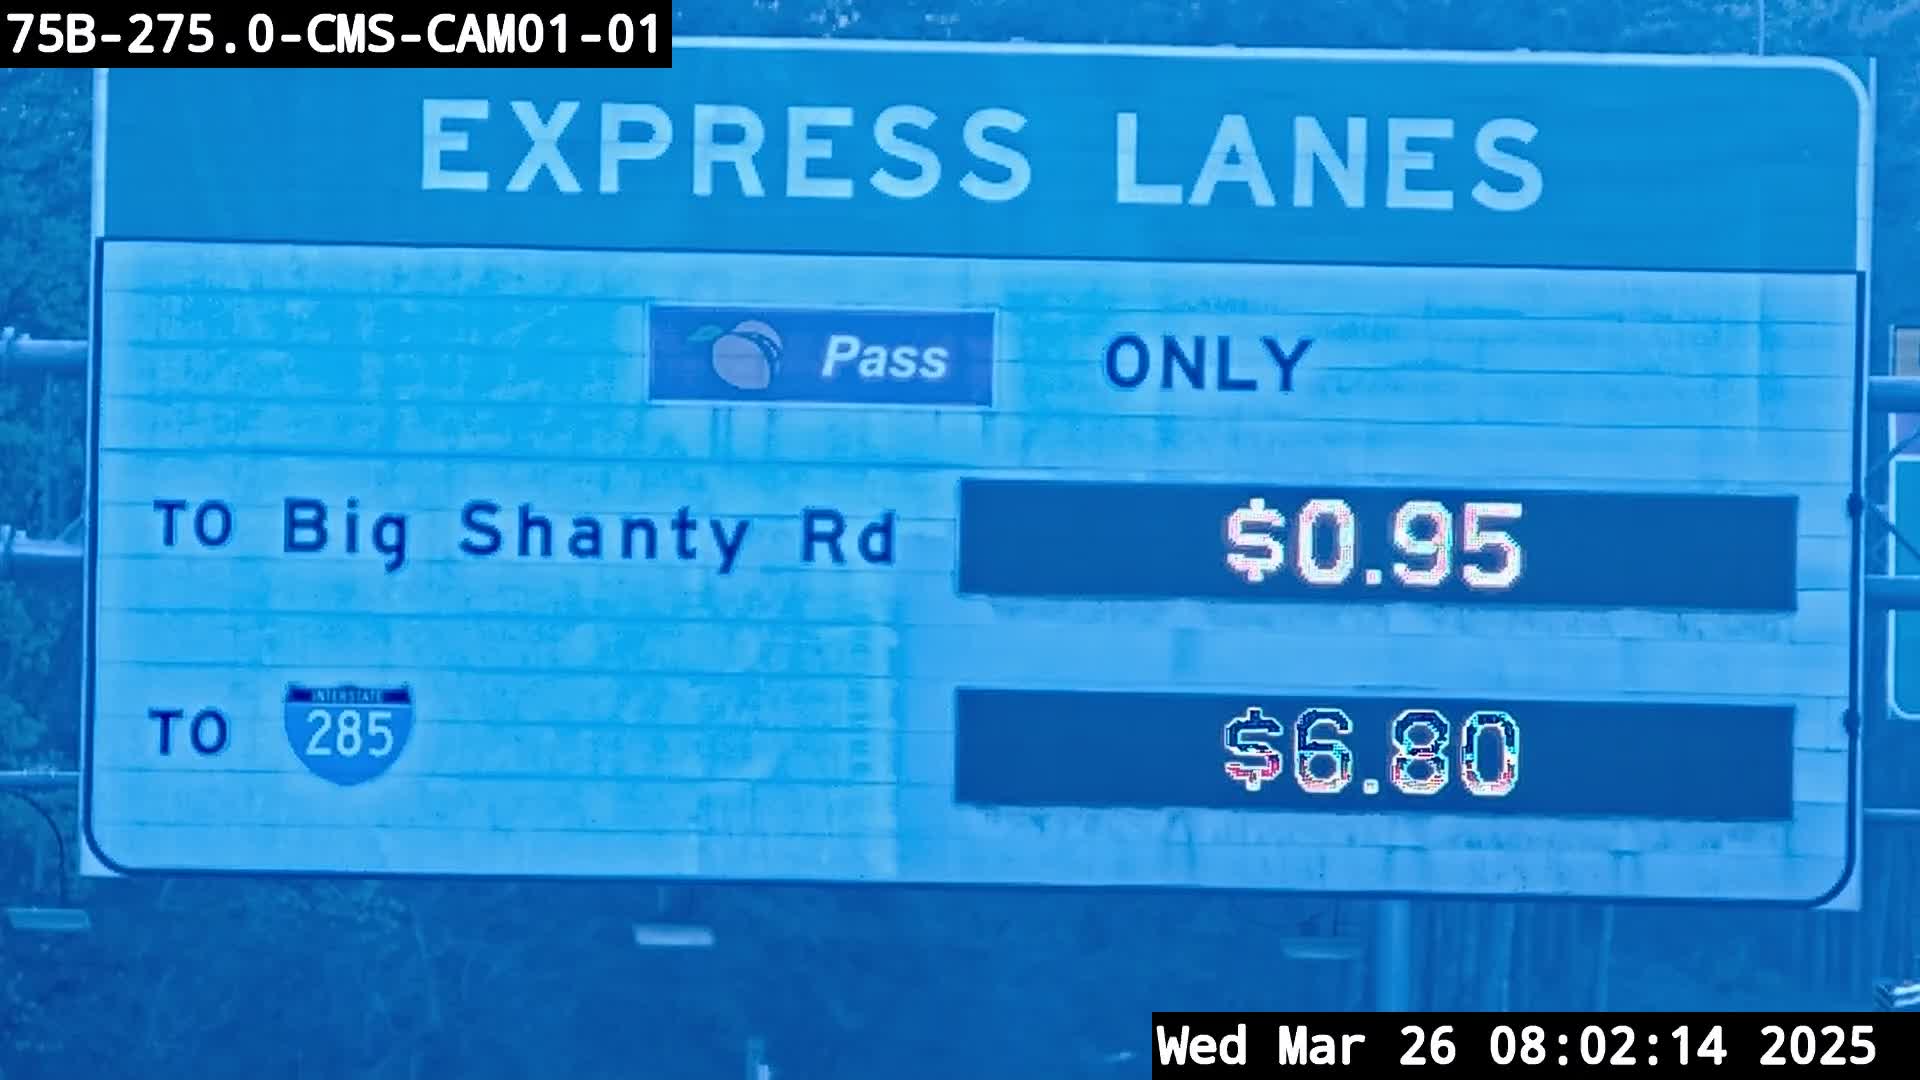 75B-275.0-CMS-CAM01-01
EXPRESS LANES
Pass ONLY
TO Big Shanty Rd $0.95
INTERSTATE
TO 285 $6.80
Wed Mar 26 08:02:14 2025